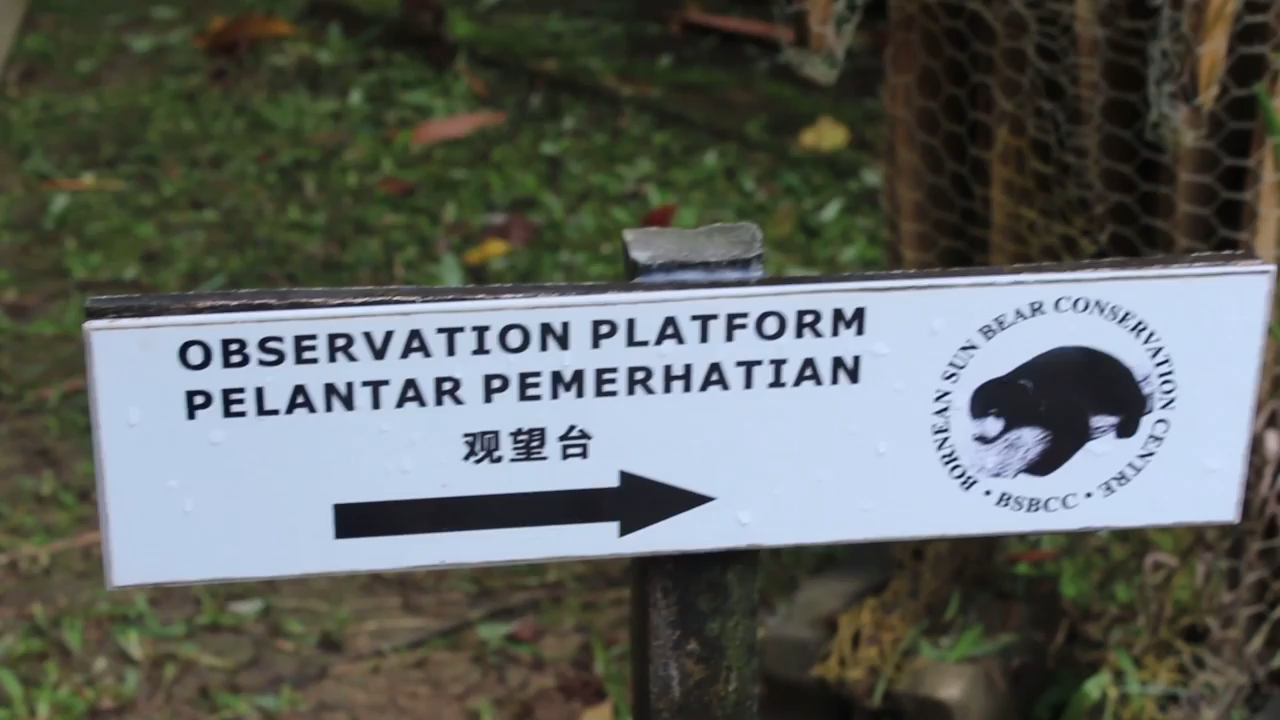 OBSERVATION PLATFORM
PELANTAR PEMERHATIAN
观望台
BORNEAN SUN BEAR CONSERVATION CENTRE
• BSBCC •